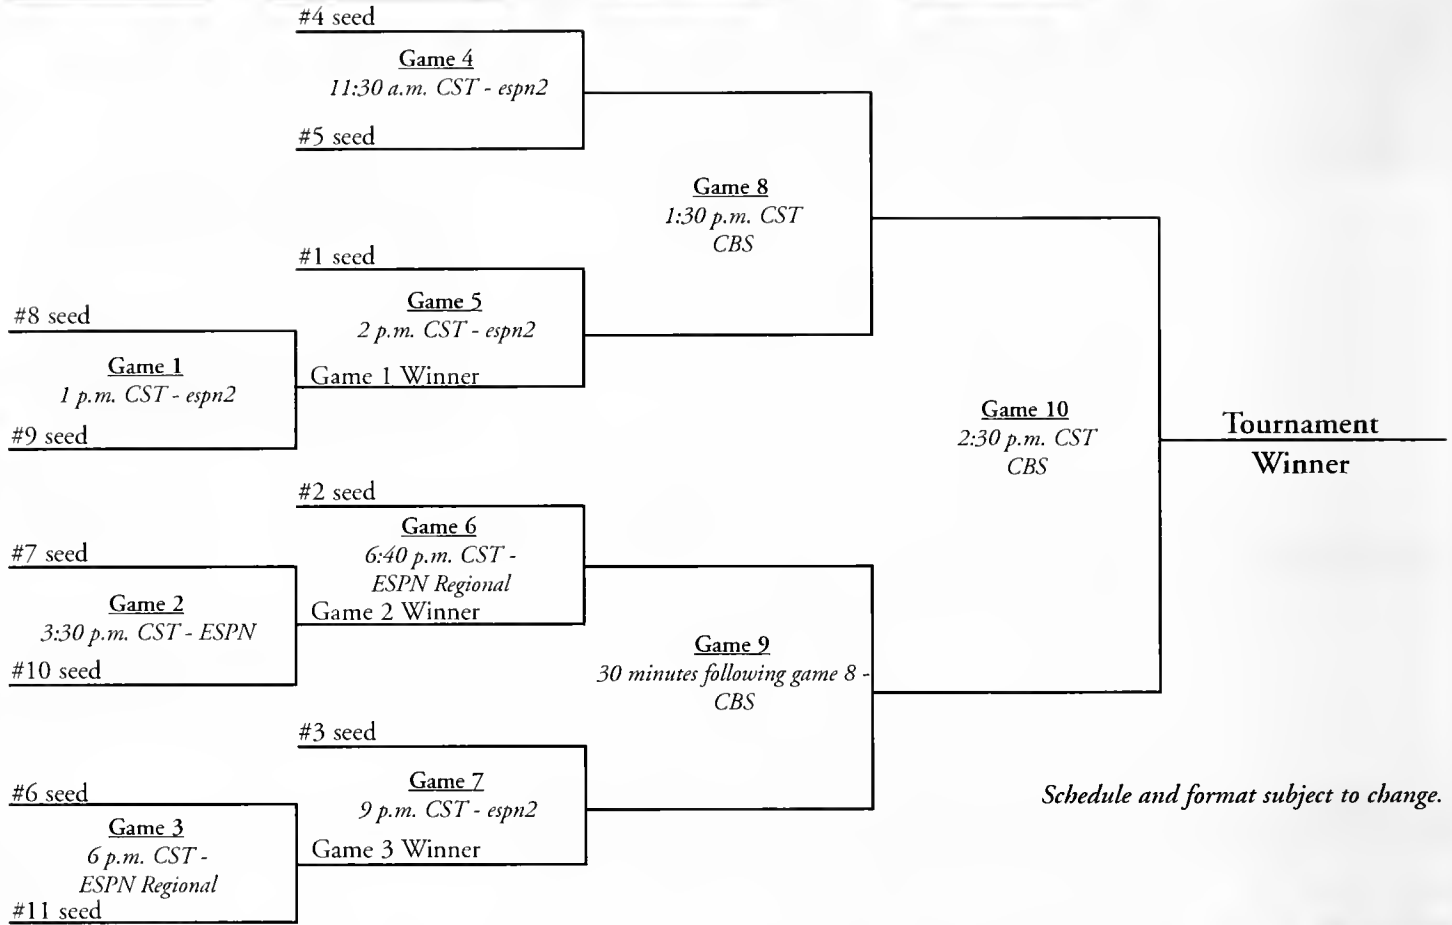 #4 seed
Game 4
11:30 a.m. CST - espn2
#5 seed
Game 8
1:30 p.m. CST
CBS
#1 seed
Game 5
2 p.m. CST - espn2
Game 1 Winner
#8 seed
Game 1
1 p.m. CST - espn2
#9 seed
Game 10
2:30 p.m. CST
CBS
Tournament
Winner
#2 seed
Game 6
6:40 p.m. CST -
ESPN Regional
Game 2 Winner
#7 seed
Game 2
3:30 p.m. CST - ESPN
#10 seed
Game 9
30 minutes following game 8 -
CBS
#3 seed
Game 7
9 p.m. CST - espn2
Game 3 Winner
#6 seed
Game 3
6 p.m. CST -
ESPN Regional
#11 seed
Schedule and format subject to change.